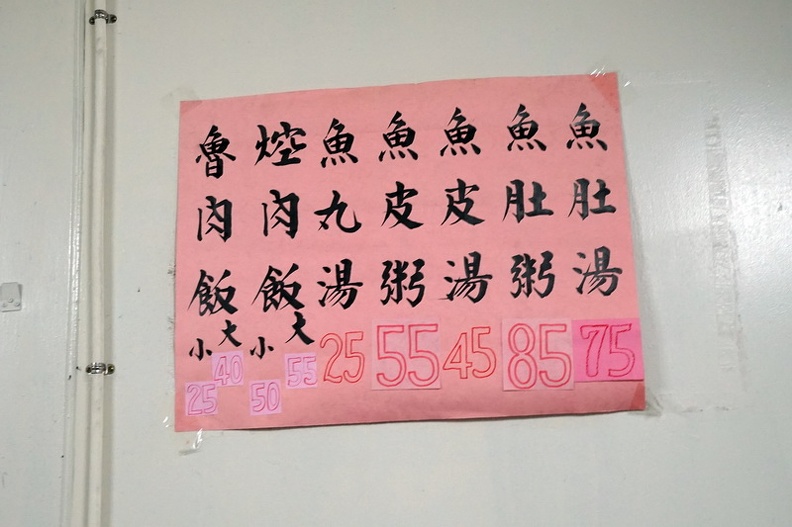 魚肚湯 75
魚肚粥 85
魚皮湯 45
魚皮粥 55
魚丸湯 25
焢肉飯 大 55 小 50
魯肉飯 大 40 小 25